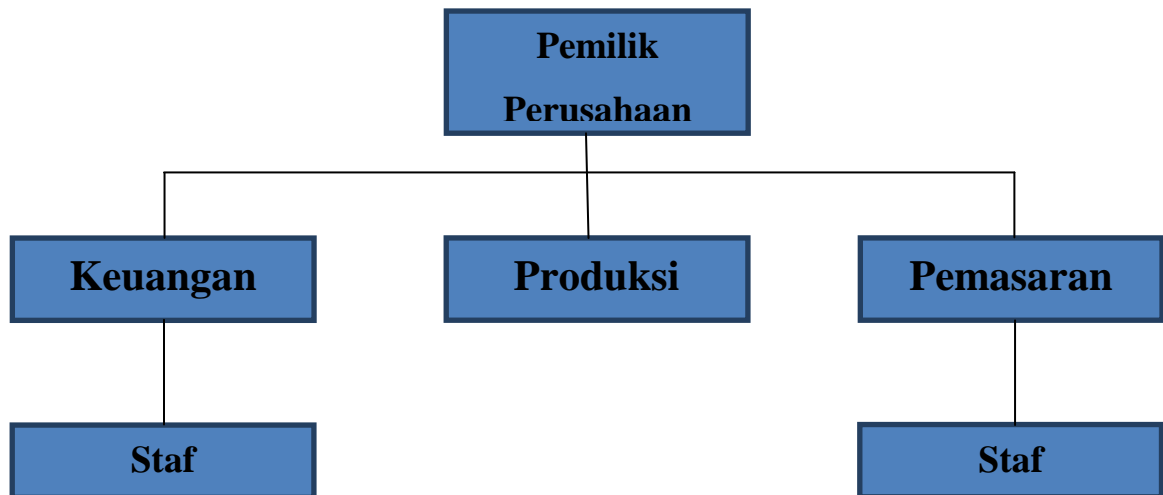 Pemilik
Perusahaan
Keuangan
Produksi
Pemasaran
Staf
Staf